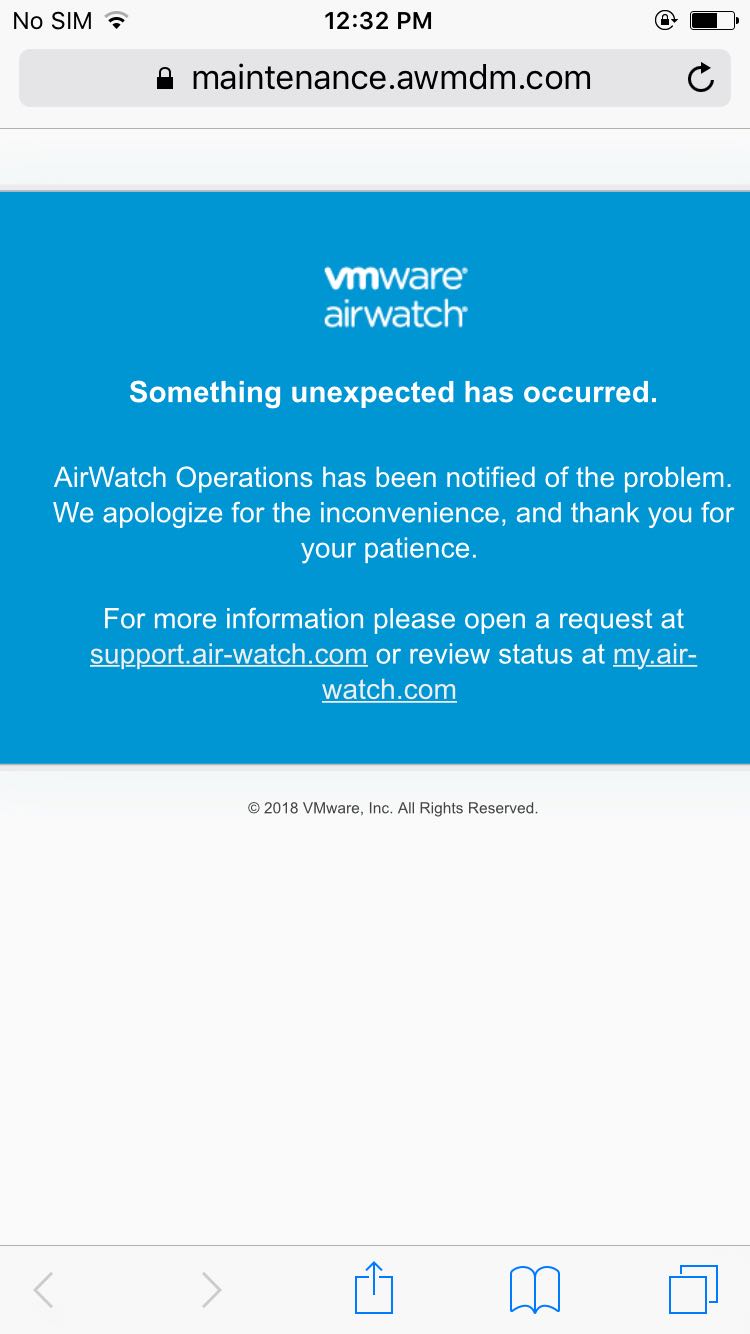 No SIM 12:32 PM
maintenance.awmdm.com
vmware®
airwatch®
Something unexpected has occurred.
AirWatch Operations has been notified of the problem.
We apologize for the inconvenience, and thank you for
your patience.
For more information please open a request at
support.air-watch.com or review status at my.air-
watch.com
© 2018 VMware, Inc. All Rights Reserved.